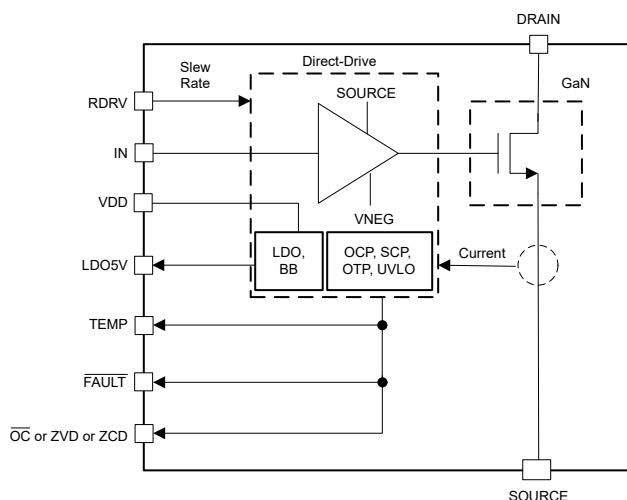 DRAIN
Direct-Drive
Slew
Rate
GaN
RDRV
SOURCE
IN
VDD
VNEG
LDO,
BB
OCP, SCP,
OTP, UVLO
Current
LDO5V
TEMP
FAULT
OC or ZVD or ZCD
SOURCE